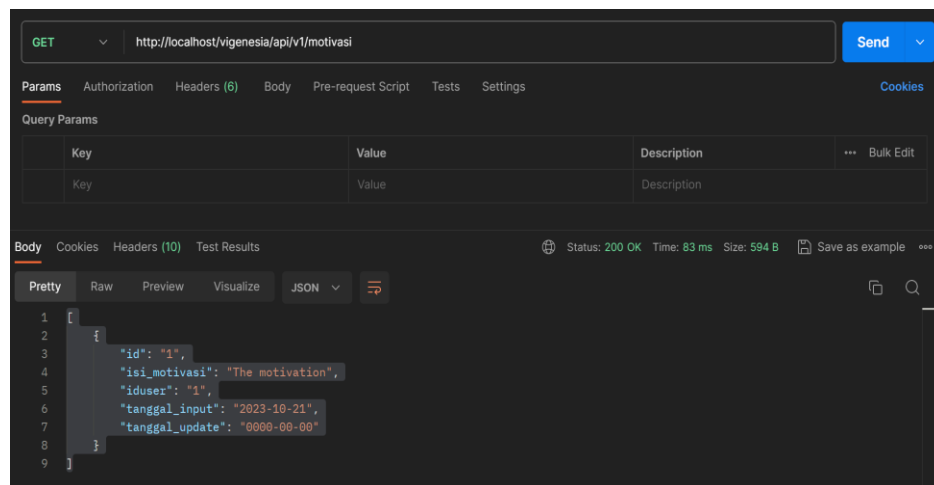 GET http://localhost/vigenesia/api/v1/motivasi Send
Params Authorization Headers (6) Body Pre-request Script Tests Settings Cookies
Query Params
Key Value Description ••• Bulk Edit
Key Value Description
Body Cookies Headers (10) Test Results Status: 200 OK Time: 83 ms Size: 594 B Save as example •••
Pretty Raw Preview Visualize JSON
1 [
2 {
3 "id": "1",
4 "isi_motivasi": "The motivation",
5 "iduser": "1",
6 "tanggal_input": "2023-10-21",
7 "tanggal_update": "0000-00-00"
8 }
9 ]